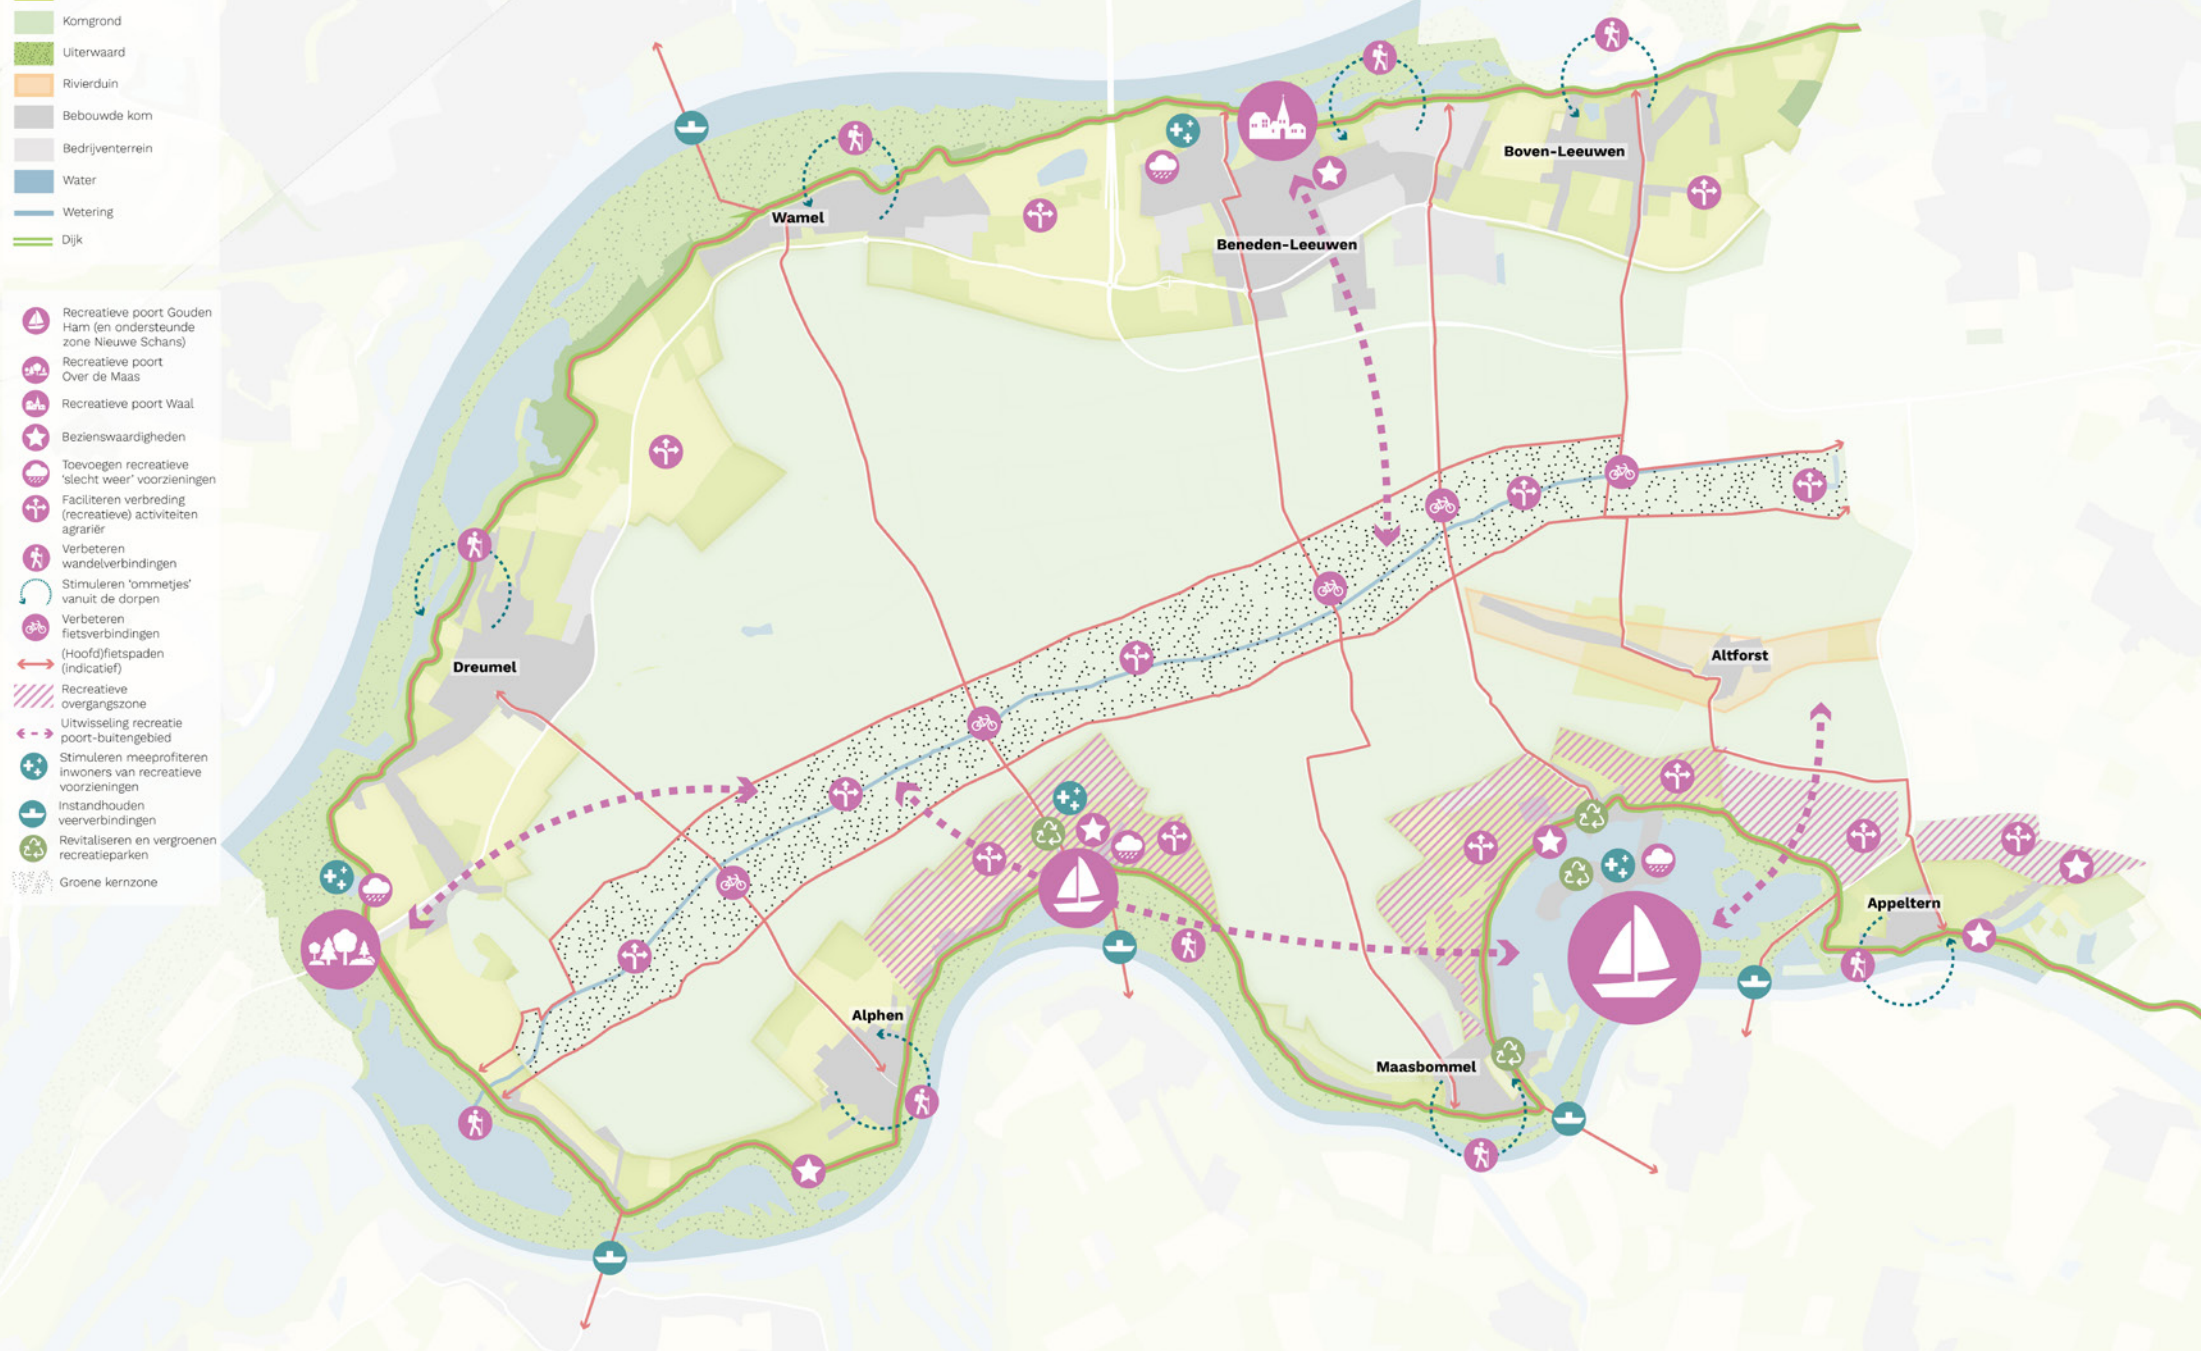 Komgrond
Uiterwaard
Rivierduin
Bebouwde kom
Bedrijventerrein
Water
Wetering
Dijk
Recreatieve poort Gouden
Ham (en ondersteunde
zone Nieuwe Schans)
Recreatieve poort
Over de Maas
Recreatieve poort Waal
Bezienswaardigheden
Toevoegen recreatieve
'slecht weer' voorzieningen
Faciliteren verbreding
(recreatieve) activiteiten
agrariër
Verbeteren
wandelverbindingen
Stimuleren 'ommetjes'
vanuit de dorpen
Verbeteren
fietsverbindingen
(Hoofd)fietspaden
(indicatief)
Recreatieve
overgangszone
Uitwisseling recreatie
poort-buitengebied
Stimuleren meeprofiteren
inwoners van recreatieve
voorzieningen
Instandhouden
veerverbindingen
Revitaliseren en vergroenen
recreatieparken
Groene kernzone
Boven-Leeuwen
Wamel
Beneden-Leeuwen
Altforst
Dreumel
Appeltern
Alphen
Maasbommel